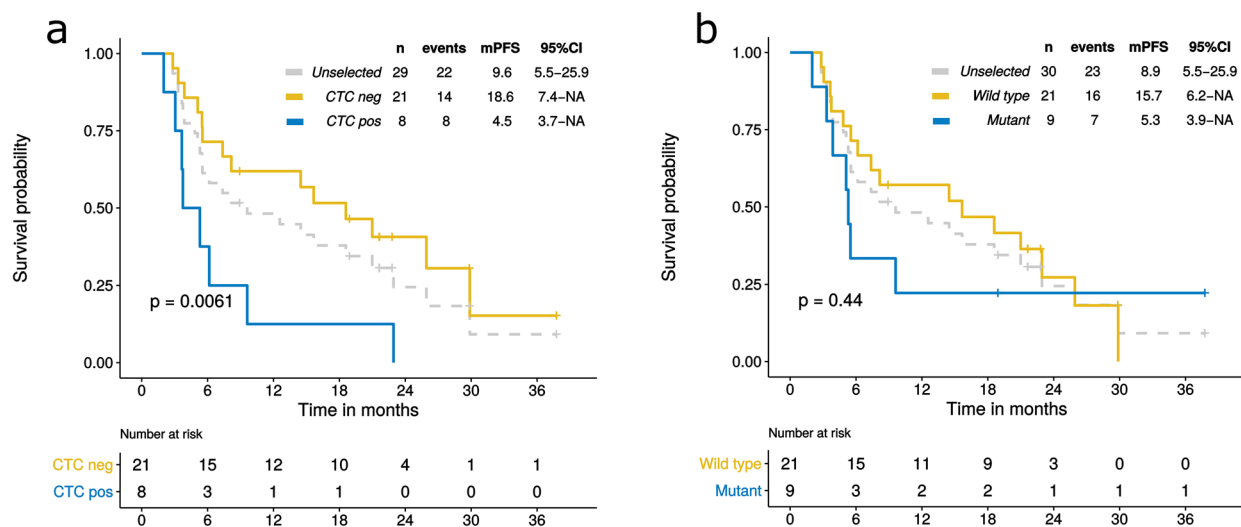 a
n events mPFS 95%CI
Unselected 29 22 9.6 5.5–25.9
CTC neg 21 14 18.6 7.4–NA
CTC pos 8 8 4.5 3.7–NA
Survival probability
1.00
0.75
0.50
0.25
0.00
p = 0.0061
0 6 12 18 24 30 36
Time in months
Number at risk
CTC neg 21 15 12 10 4 1 1
CTC pos 8 3 1 1 0 0 0
0 6 12 18 24 30 36
b
n events mPFS 95%CI
Unselected 30 23 8.9 5.5–25.9
Wild type 21 16 15.7 6.2–NA
Mutant 9 7 5.3 3.9–NA
Survival probability
1.00
0.75
0.50
0.25
0.00
p = 0.44
0 6 12 18 24 30 36
Time in months
Number at risk
Wild type 21 15 11 9 3 0 0
Mutant 9 3 2 2 1 1 1
0 6 12 18 24 30 36